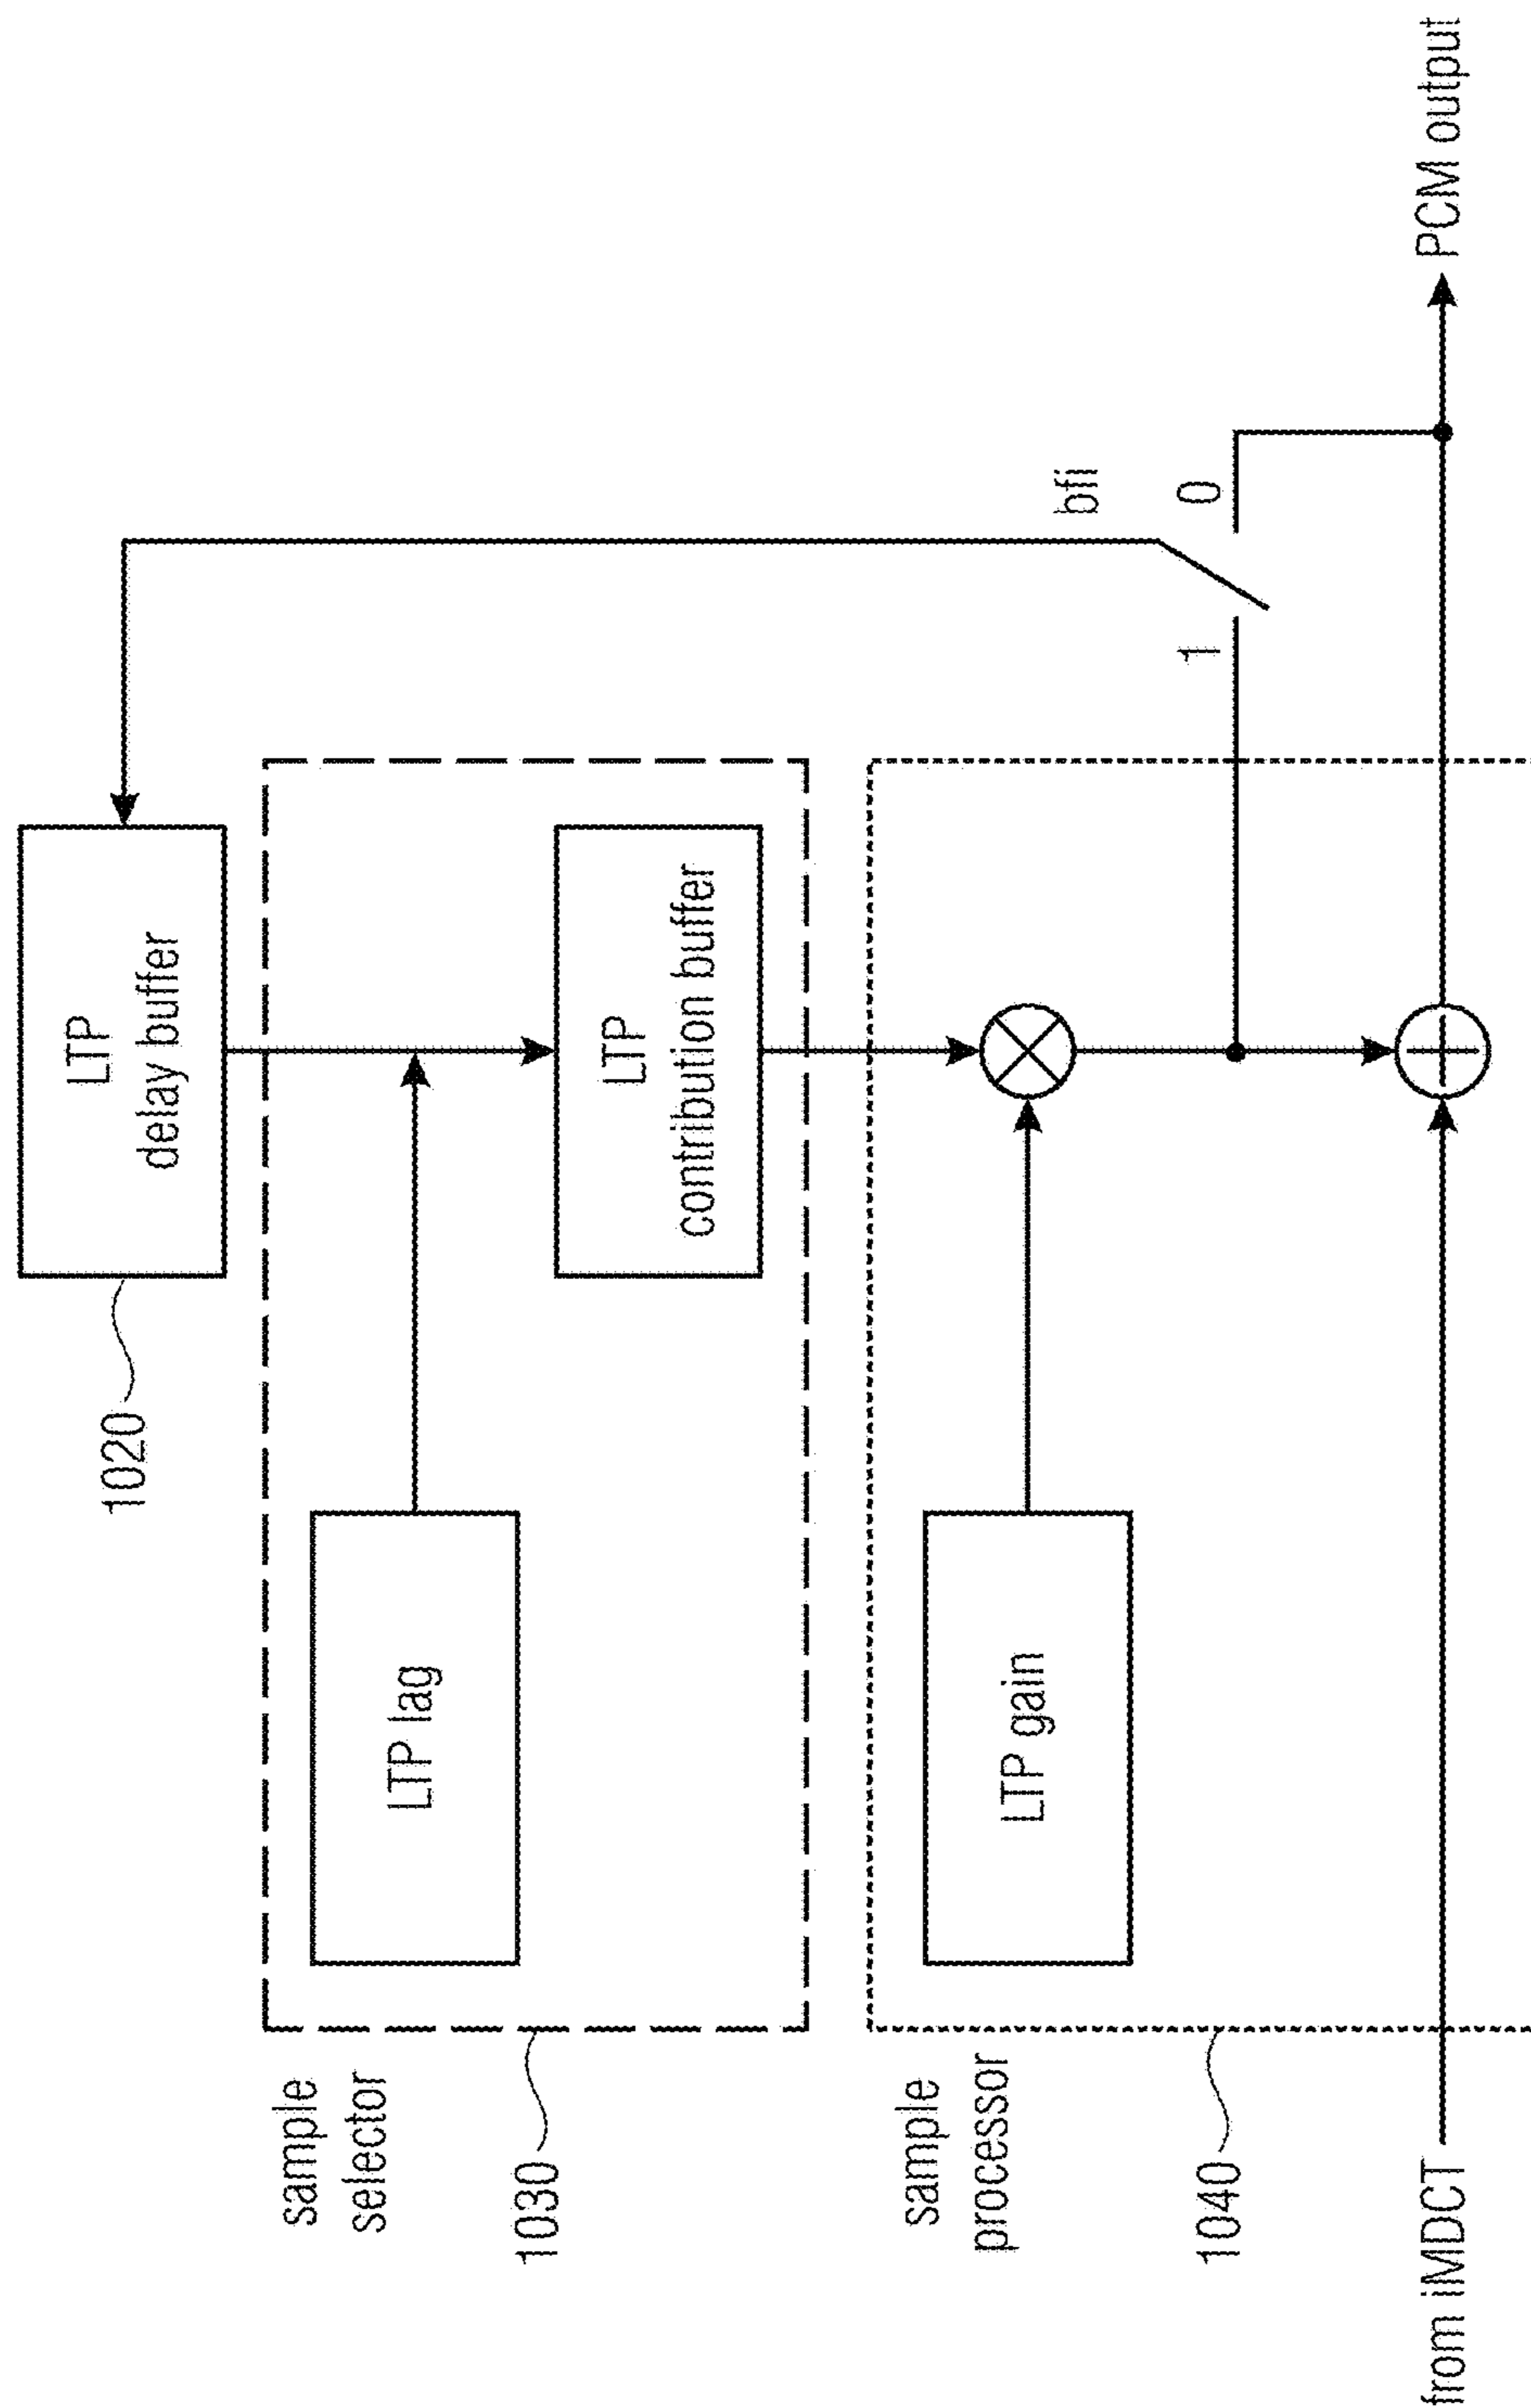 LTP
delay buffer
1020
sample
selector
1030
LTP lag
LTP
contribution buffer
sample
processor
1040
LTP gain
bfi
1
0
from iMDCT
PCM output